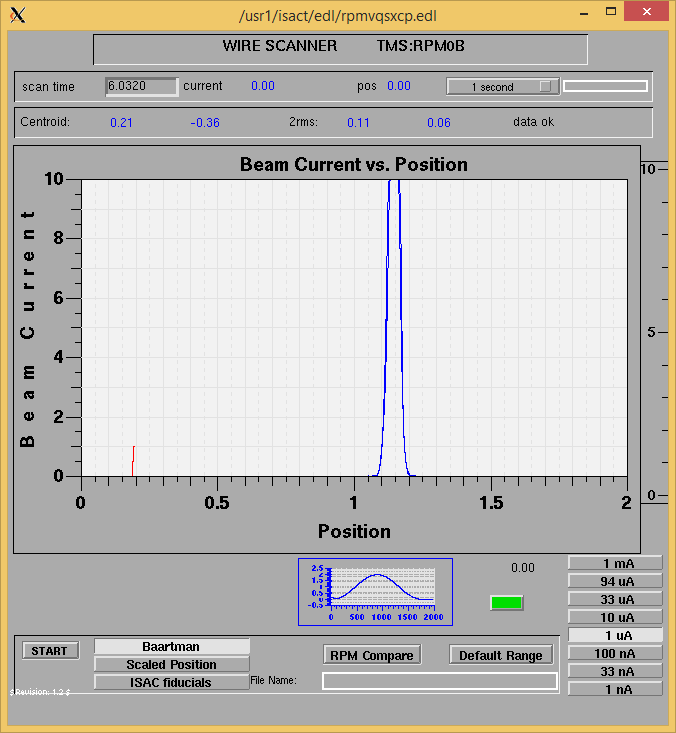 /usr1/isact/edl/rpmvqsxcp.edl
WIRE SCANNER TMS:RPM0B
scan time 6.0320 current 0.00 pos 0.00 1 second
Centroid: 0.21 -0.36 2rms: 0.11 0.06 data ok
Beam Current vs. Position
10
8
6
4
2
0
Beam Current
0 0.5 1 1.5 2
Position
10
5
0
2.5
2
1.5
1
0.5
0
-0.5
0 500 1000 1500 2000
0.00
1 mA
94 uA
33 uA
10 uA
1 uA
100 nA
33 nA
1 nA
START
Baartman
Scaled Position
ISAC fiducials
RPM Compare
Default Range
File Name:
$Revision: 1.2 $